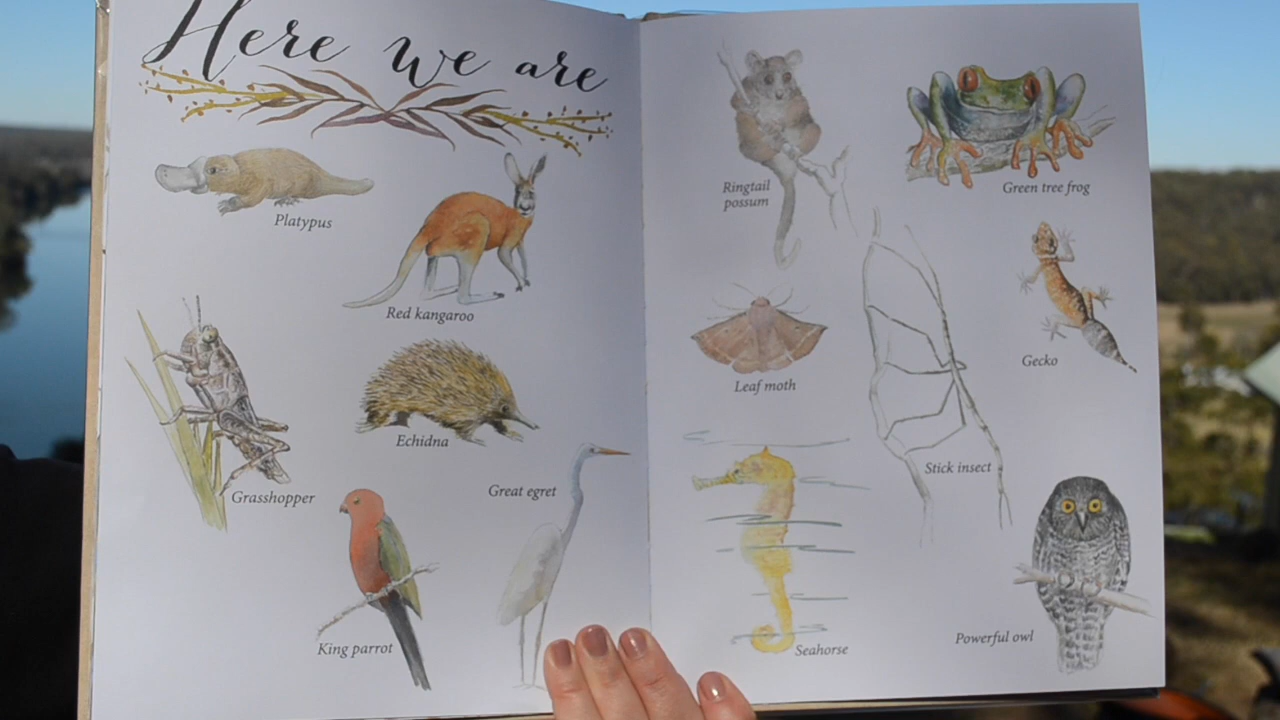 Here we are
Platypus
Red kangaroo
Grasshopper
Echidna
Great egret
King parrot
Ringtail
possum
Green tree frog
Leaf moth
Gecko
Stick insect
Seahorse
Powerful owl